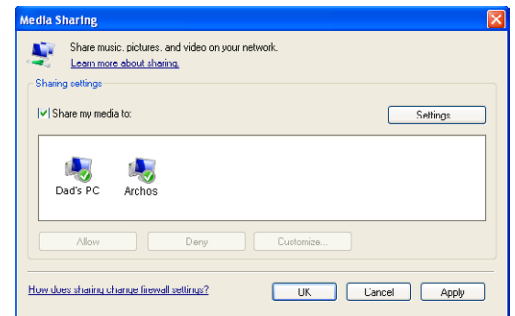 Media Sharing
Share music, pictures, and video on your network.
Learn more about sharing.
Sharing settings
Share my media to:
Settings
Dad's PC
Archos
Allow
Deny
Customize...
How does sharing change firewall settings?
OK
Cancel
Apply